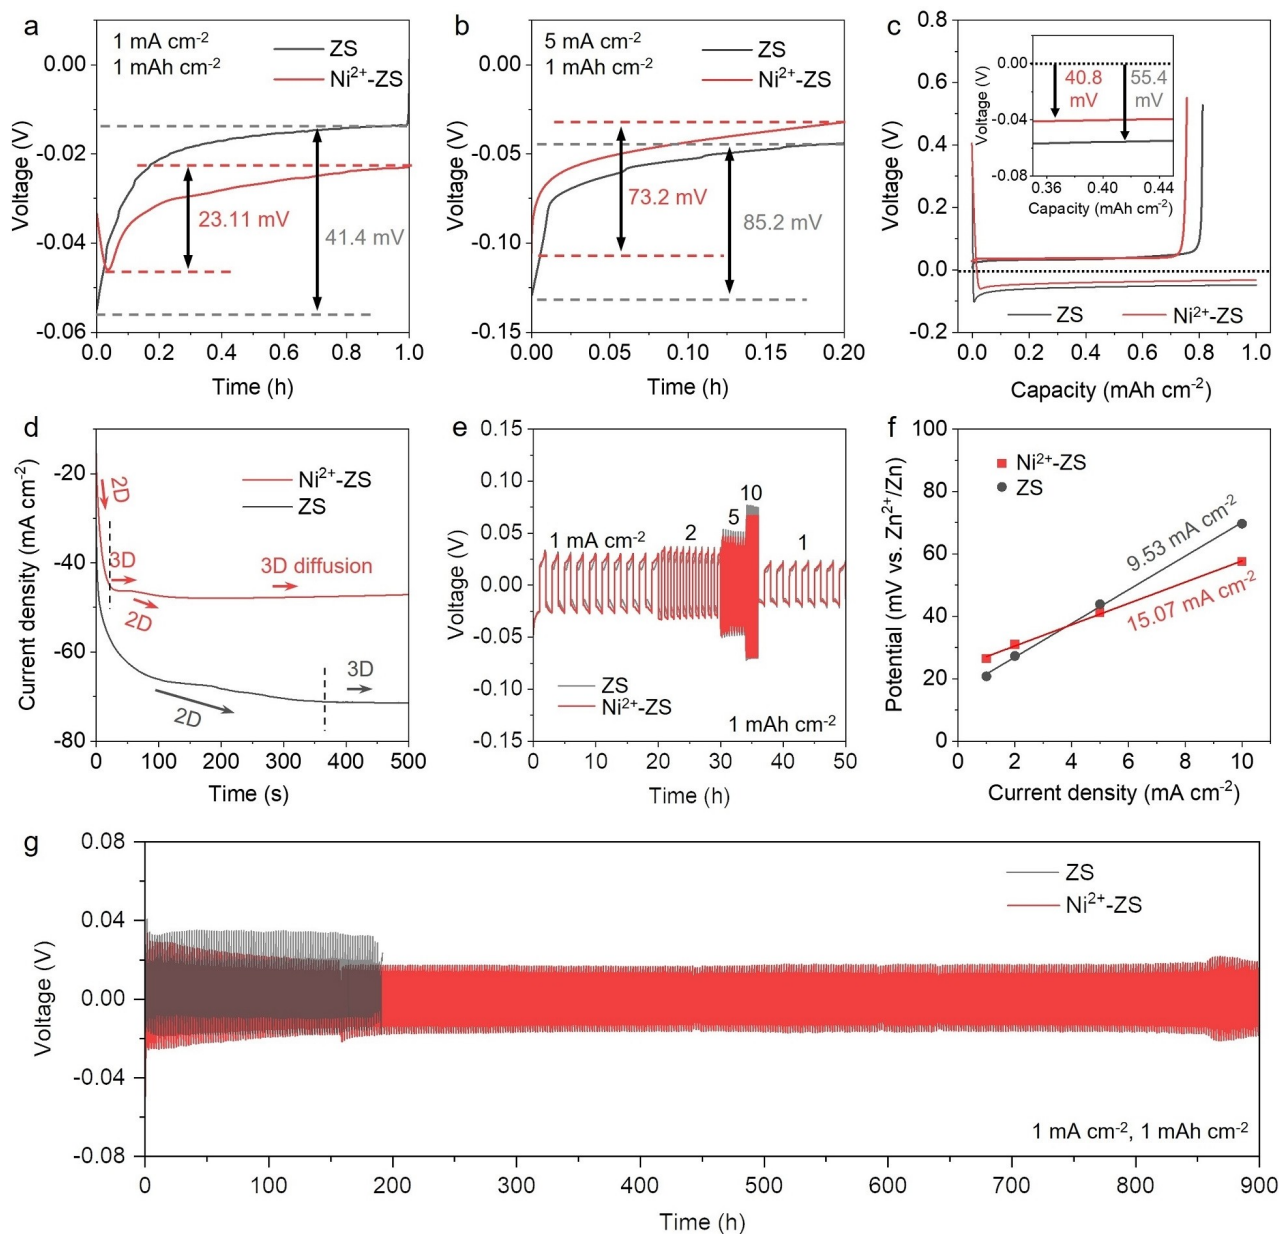 a
1 mA cm-2
1 mAh cm-2
ZS
Ni2+-ZS
0.00
-0.02
-0.04
-0.06
Voltage (V)
23.11 mV
41.4 mV
0.0 0.2 0.4 0.6 0.8 1.0
Time (h)
b
5 mA cm-2
1 mAh cm-2
ZS
Ni2+-ZS
0.00
-0.05
-0.10
-0.15
Voltage (V)
73.2 mV
85.2 mV
0.00 0.05 0.10 0.15 0.20
Time (h)
c
0.8
0.6
0.4
0.2
0.0
-0.2
Voltage (V)
0.00
-0.04
-0.08
Voltage (V)
40.8
mV
55.4
mV
0.36 0.40 0.44
Capacity (mAh cm-2)
ZS
Ni2+-ZS
0.0 0.2 0.4 0.6 0.8 1.0
Capacity (mAh cm-2)
d
-20
-40
-60
-80
Current density (mA cm-2)
Ni2+-ZS
ZS
2D
3D
2D
3D diffusion
2D
3D
0 100 200 300 400 500
Time (s)
e
0.15
0.10
0.05
0.00
-0.05
-0.10
-0.15
Voltage (V)
1 mA cm-2
2
5
10
1
ZS
Ni2+-ZS
1 mAh cm-2
0 10 20 30 40 50
Time (h)
f
100
80
60
40
20
0
Potential (mV vs. Zn2+/Zn)
Ni2+-ZS
ZS
9.53 mA cm-2
15.07 mA cm-2
0 2 4 6 8 10
Current density (mA cm-2)
g
0.08
0.04
0.00
-0.04
-0.08
Voltage (V)
ZS
Ni2+-ZS
1 mA cm-2, 1 mAh cm-2
0 100 200 300 400 500 600 700 800 900
Time (h)